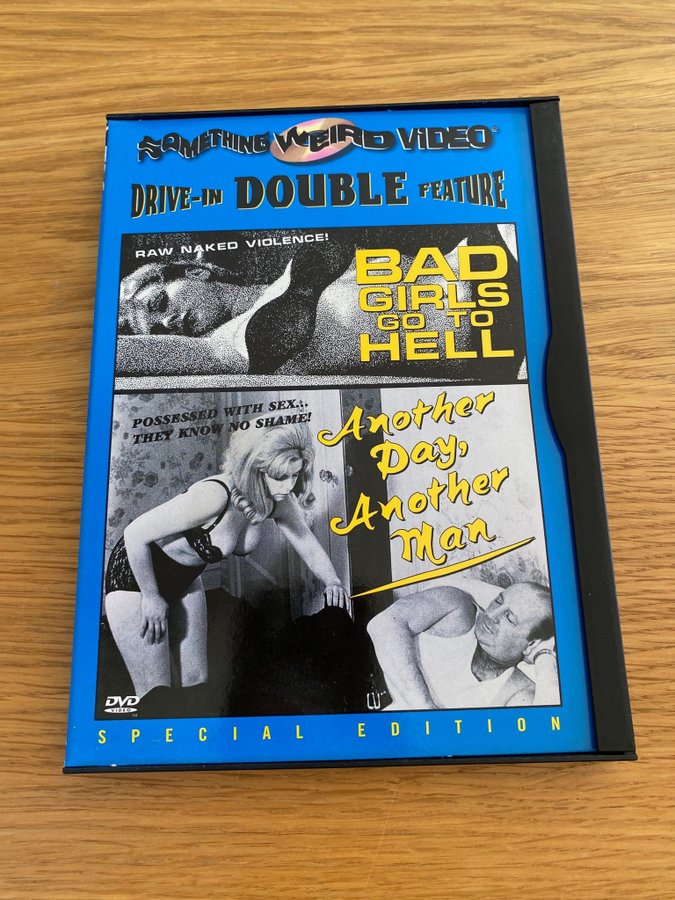 SOMETHING WEIRD VIDEO®
DRIVE-IN DOUBLE FEATURE
RAW NAKED VIOLENCE!
BAD
GIRLS
GO TO
HELL
POSSESSED WITH SEX...
THEY KNOW NO SHAME!
Another
Day,
Another
Man
DVD
VIDEO
SPECIAL EDITION